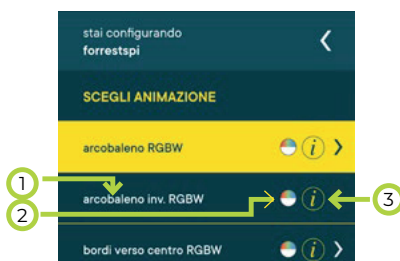 stai configurando
forrestspi
SCEGLI ANIMAZIONE
arcobaleno RGBW
i
1
arcobaleno inv. RGBW
i
3
2
bordi verso centro RGBW
i